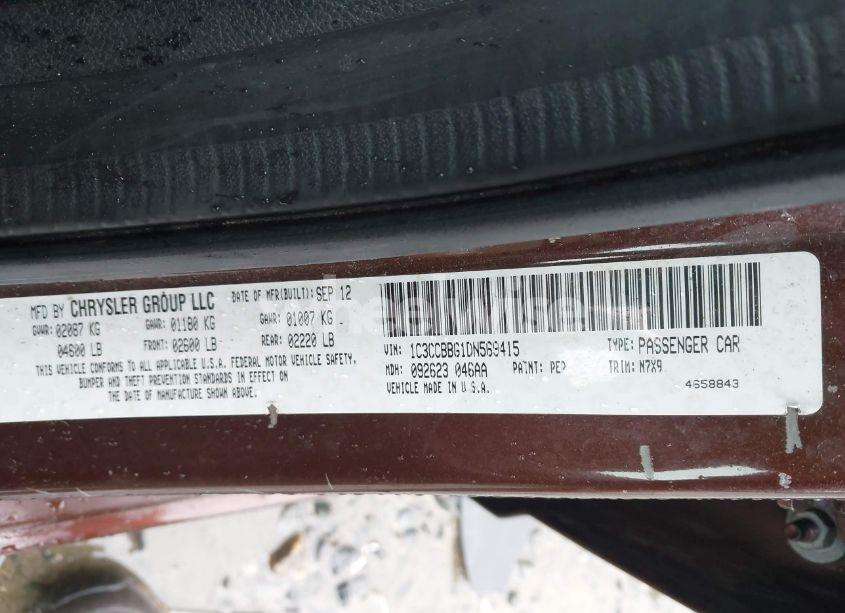 MFD BY CHRYSLER GROUP LLC DATE OF MFR(BUILT): SEP 12
GVWR: 02087 KG GAWR: 01180 KG GAWR: 01007 KG
04600 LB FRONT: 02600 LB REAR: 02220 LB
THIS VEHICLE CONFORMS TO ALL APPLICABLE U.S.A. FEDERAL MOTOR VEHICLE SAFETY,
BUMPER AND THEFT PREVENTION STANDARDS IN EFFECT ON
THE DATE OF MANUFACTURE SHOWN ABOVE.
VIN: 1C3CCBBG1DN569415 TYPE: PASSENGER CAR
MDH: 092623 046AA PAINT: PEP TRIM: N7X9
VEHICLE MADE IN U.S.A. 4658843